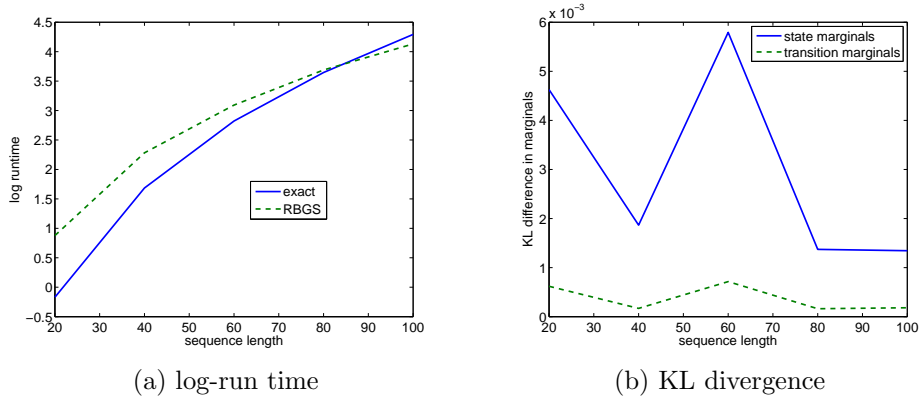 4.5
4
3.5
3
2.5
2
1.5
1
0.5
0
−0.5
log runtime
exact
RBGS
20 30 40 50 60 70 80 90 100
sequence length
(a) log-run time
x 10⁻³
6
5
4
3
2
1
0
KL difference in marginals
state marginals
transition marginals
20 30 40 50 60 70 80 90 100
sequence length
(b) KL divergence